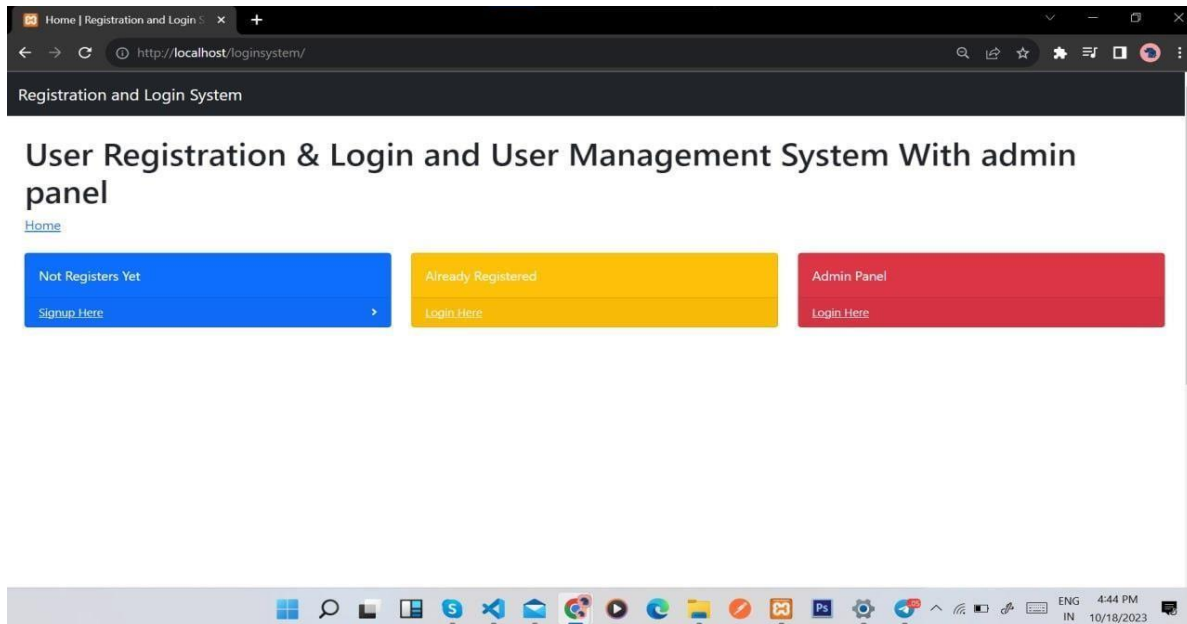 Home | Registration and Login S
http://localhost/loginsystem/
Registration and Login System
User Registration & Login and User Management System With admin
panel
Home
Not Registers Yet
Signup Here
Already Registered
Login Here
Admin Panel
Login Here
Ps
ENG
IN
4:44 PM
10/18/2023